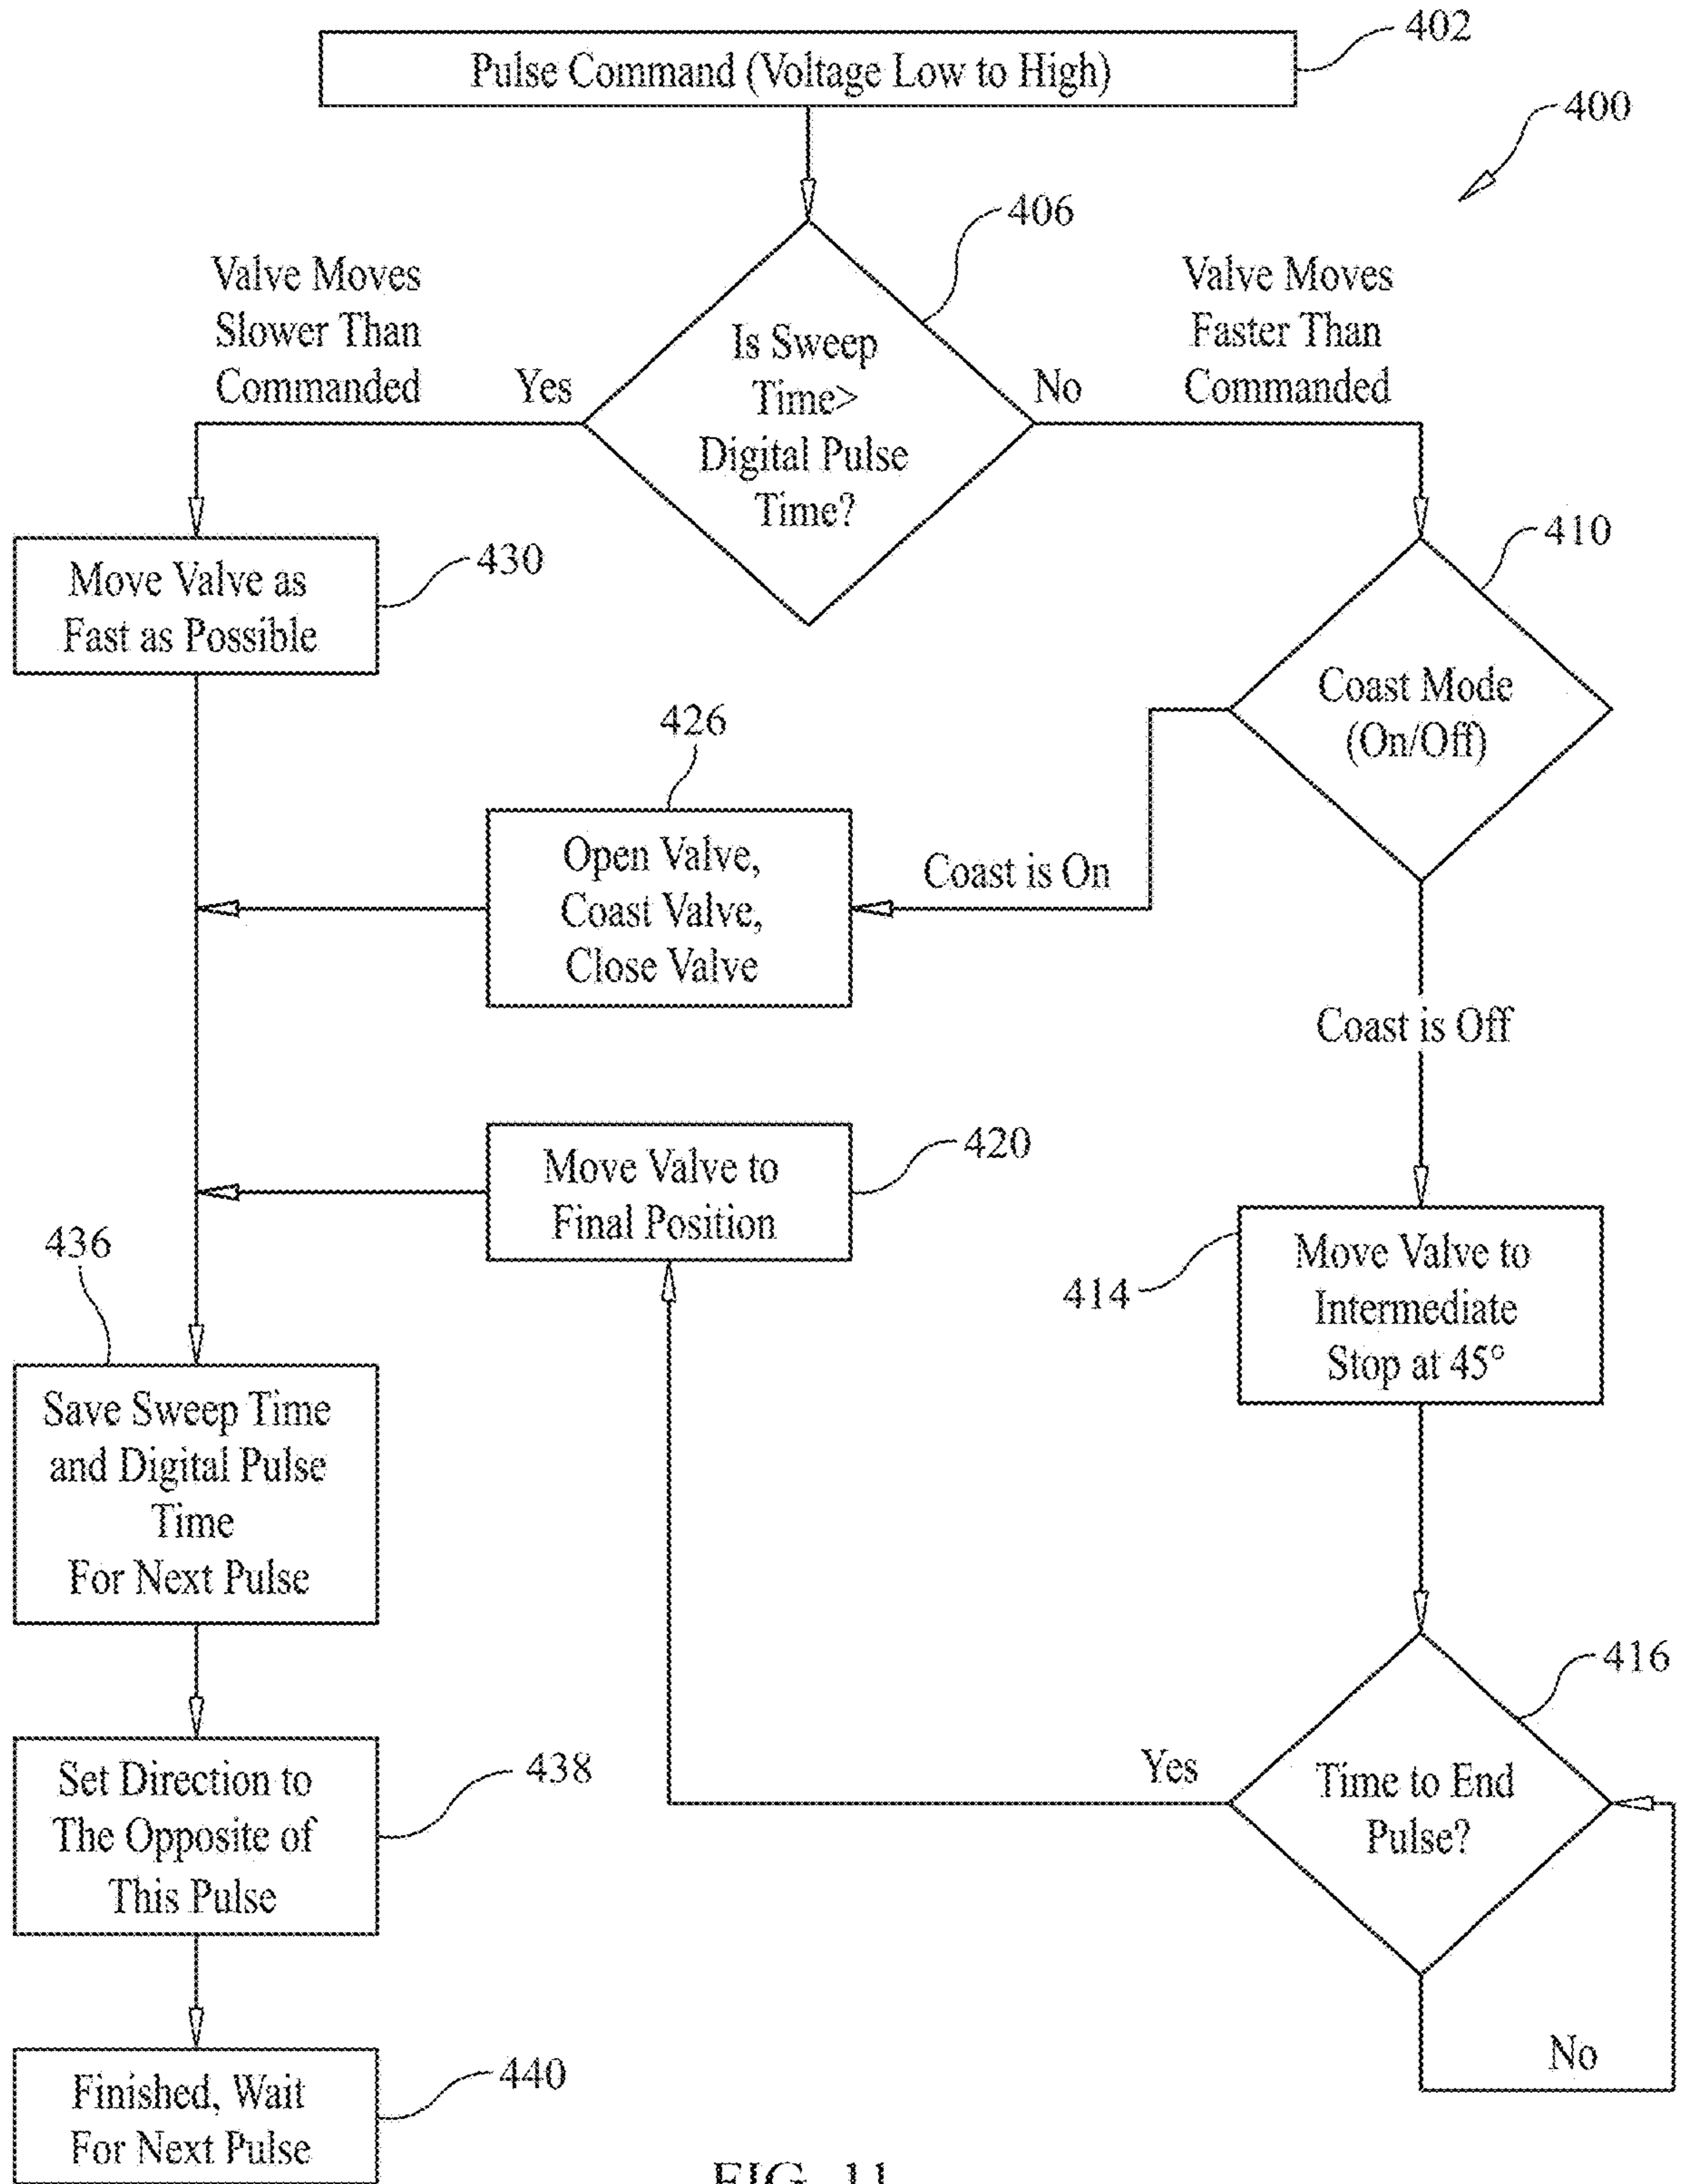 402
Pulse Command (Voltage Low to High)
400
406
Valve Moves
Slower Than
Commanded
Yes
Is Sweep
Time>
Digital Pulse
Time?
No
Valve Moves
Faster Than
Commanded
410
Move Valve as
Fast as Possible
430
Coast Mode
(On/Off)
426
Open Valve,
Coast Valve,
Close Valve
Coast is On
Coast is Off
420
Move Valve to
Final Position
436
414
Move Valve to
Intermediate
Stop at 45°
Save Sweep Time
and Digital Pulse
Time
For Next Pulse
416
Yes
Time to End
Pulse?
438
Set Direction to
The Opposite of
This Pulse
No
440
Finished, Wait
For Next Pulse
FIG. 11